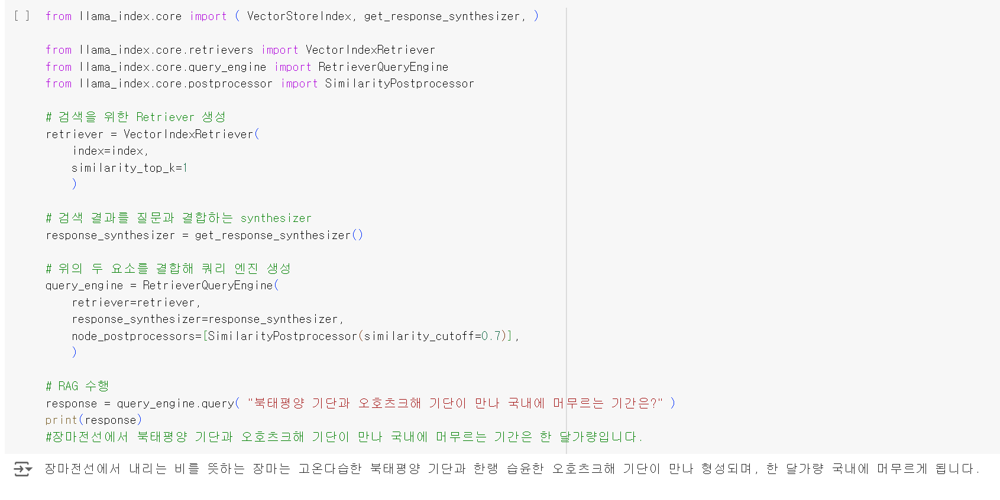 [ ] from llama_index.core import ( VectorStoreIndex, get_response_synthesizer, )
from llama_index.core.retrievers import VectorIndexRetriever
from llama_index.core.query_engine import RetrieverQueryEngine
from llama_index.core.postprocessor import SimilarityPostprocessor
# 검색을 위한 Retriever 생성
retriever = VectorIndexRetriever(
index=index,
similarity_top_k=1
)
# 검색 결과를 질문과 결합하는 synthesizer
response_synthesizer = get_response_synthesizer()
# 위의 두 요소를 결합해 쿼리 엔진 생성
query_engine = RetrieverQueryEngine(
retriever=retriever,
response_synthesizer=response_synthesizer,
node_postprocessors=[SimilarityPostprocessor(similarity_cutoff=0.7)],
)
# RAG 수행
response = query_engine.query( "북태평양 기단과 오호츠크해 기단이 만나 국내에 머무르는 기간은?" )
print(response)
#장마전선에서 북태평양 기단과 오호츠크해 기단이 만나 국내에 머무르는 기간은 한 달가량입니다.
장마전선에서 내리는 비를 뜻하는 장마는 고온다습한 북태평양 기단과 한랭 습윤한 오호츠크해 기단이 만나 형성되며, 한 달가량 국내에 머무르게 됩니다.